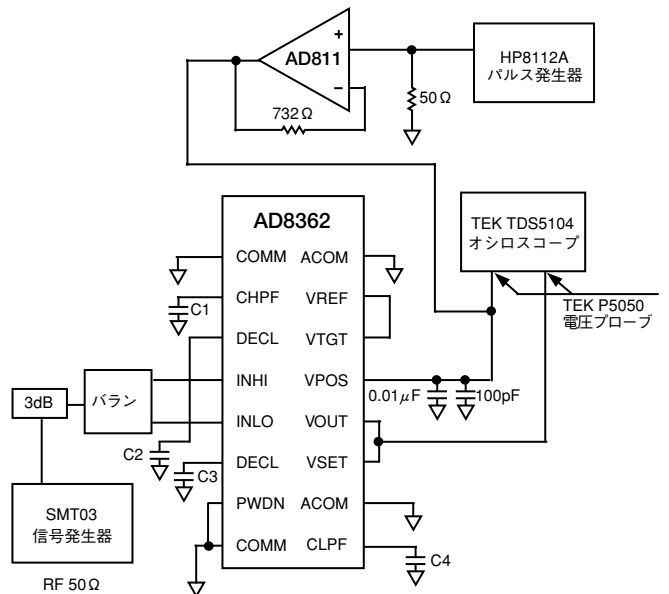 +
AD811
−
732Ω
50Ω
HP8112A
パルス発生器
AD8362
COMM
ACOM
CHPF
VREF
DECL
VTGT
INHI
VPOS
INLO
VOUT
DECL
VSET
PWDN
ACOM
COMM
CLPF
C1
C2
C3
C4
0.01μF
100pF
TEK TDS5104
オシロスコープ
TEK P5050
電圧プローブ
3dB
バラン
SMT03
信号発生器
RF 50Ω